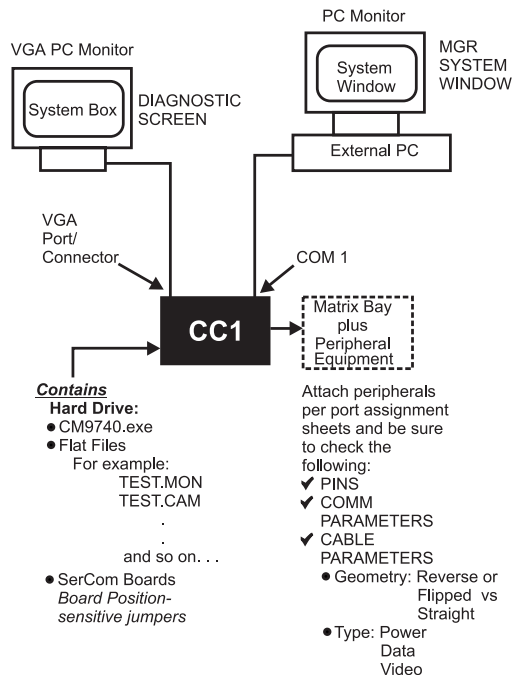 PC Monitor
VGA PC Monitor
MGR
SYSTEM
WINDOW
System
Window
System Box
DIAGNOSTIC
SCREEN
External PC
VGA
Port/
Connector
COM 1
CC1
Matrix Bay
plus
Peripheral
Equipment
Contains
Hard Drive:
● CM9740.exe
● Flat Files
For example:
TEST.MON
TEST.CAM
.
.
and so on. . .
● SerCom Boards
Board Position-
sensitive jumpers
Attach peripherals
per port assignment
sheets and be sure
to check the
following:
✔ PINS
✔ COMM
PARAMETERS
✔ CABLE
PARAMETERS
● Geometry: Reverse or
Flipped vs
Straight
● Type: Power
Data
Video